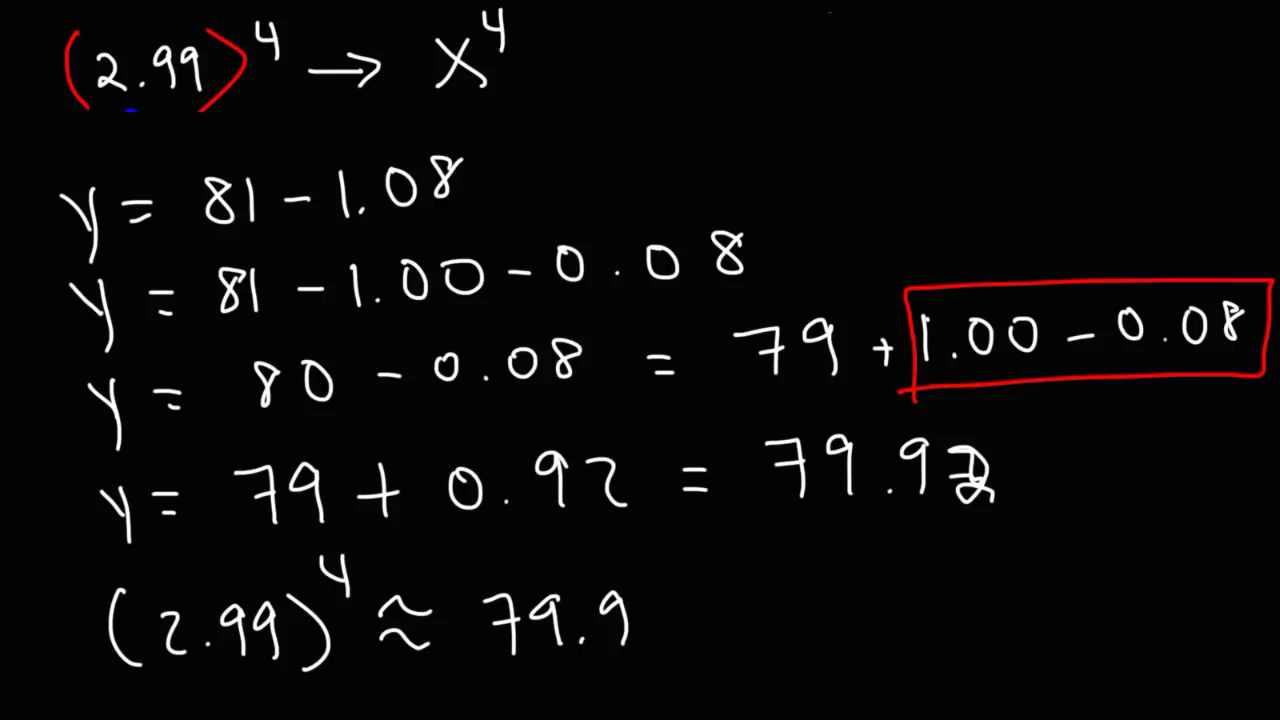 (2.99)⁴ → x⁴
y = 81 - 1.08
y = 81 - 1.00 - 0.08
y = 80 - 0.08 = 79 + 1.00 - 0.08
y = 79 + 0.92 = 79.92
(2.99)⁴ ≈ 79.9